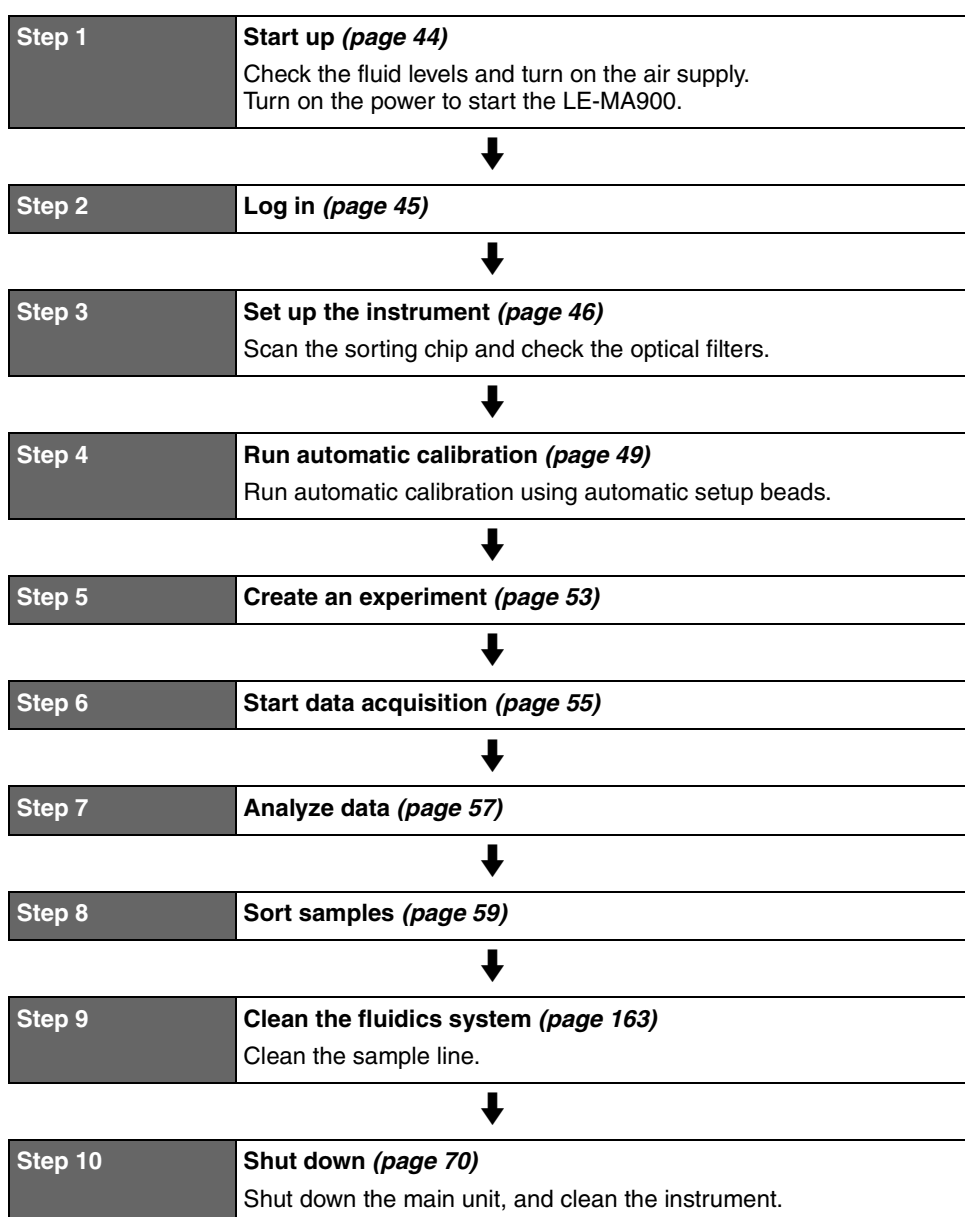 Step 1
Start up (page 44)
Check the fluid levels and turn on the air supply.
Turn on the power to start the LE-MA900.
Step 2
Log in (page 45)
Step 3
Set up the instrument (page 46)
Scan the sorting chip and check the optical filters.
Step 4
Run automatic calibration (page 49)
Run automatic calibration using automatic setup beads.
Step 5
Create an experiment (page 53)
Step 6
Start data acquisition (page 55)
Step 7
Analyze data (page 57)
Step 8
Sort samples (page 59)
Step 9
Clean the fluidics system (page 163)
Clean the sample line.
Step 10
Shut down (page 70)
Shut down the main unit, and clean the instrument.